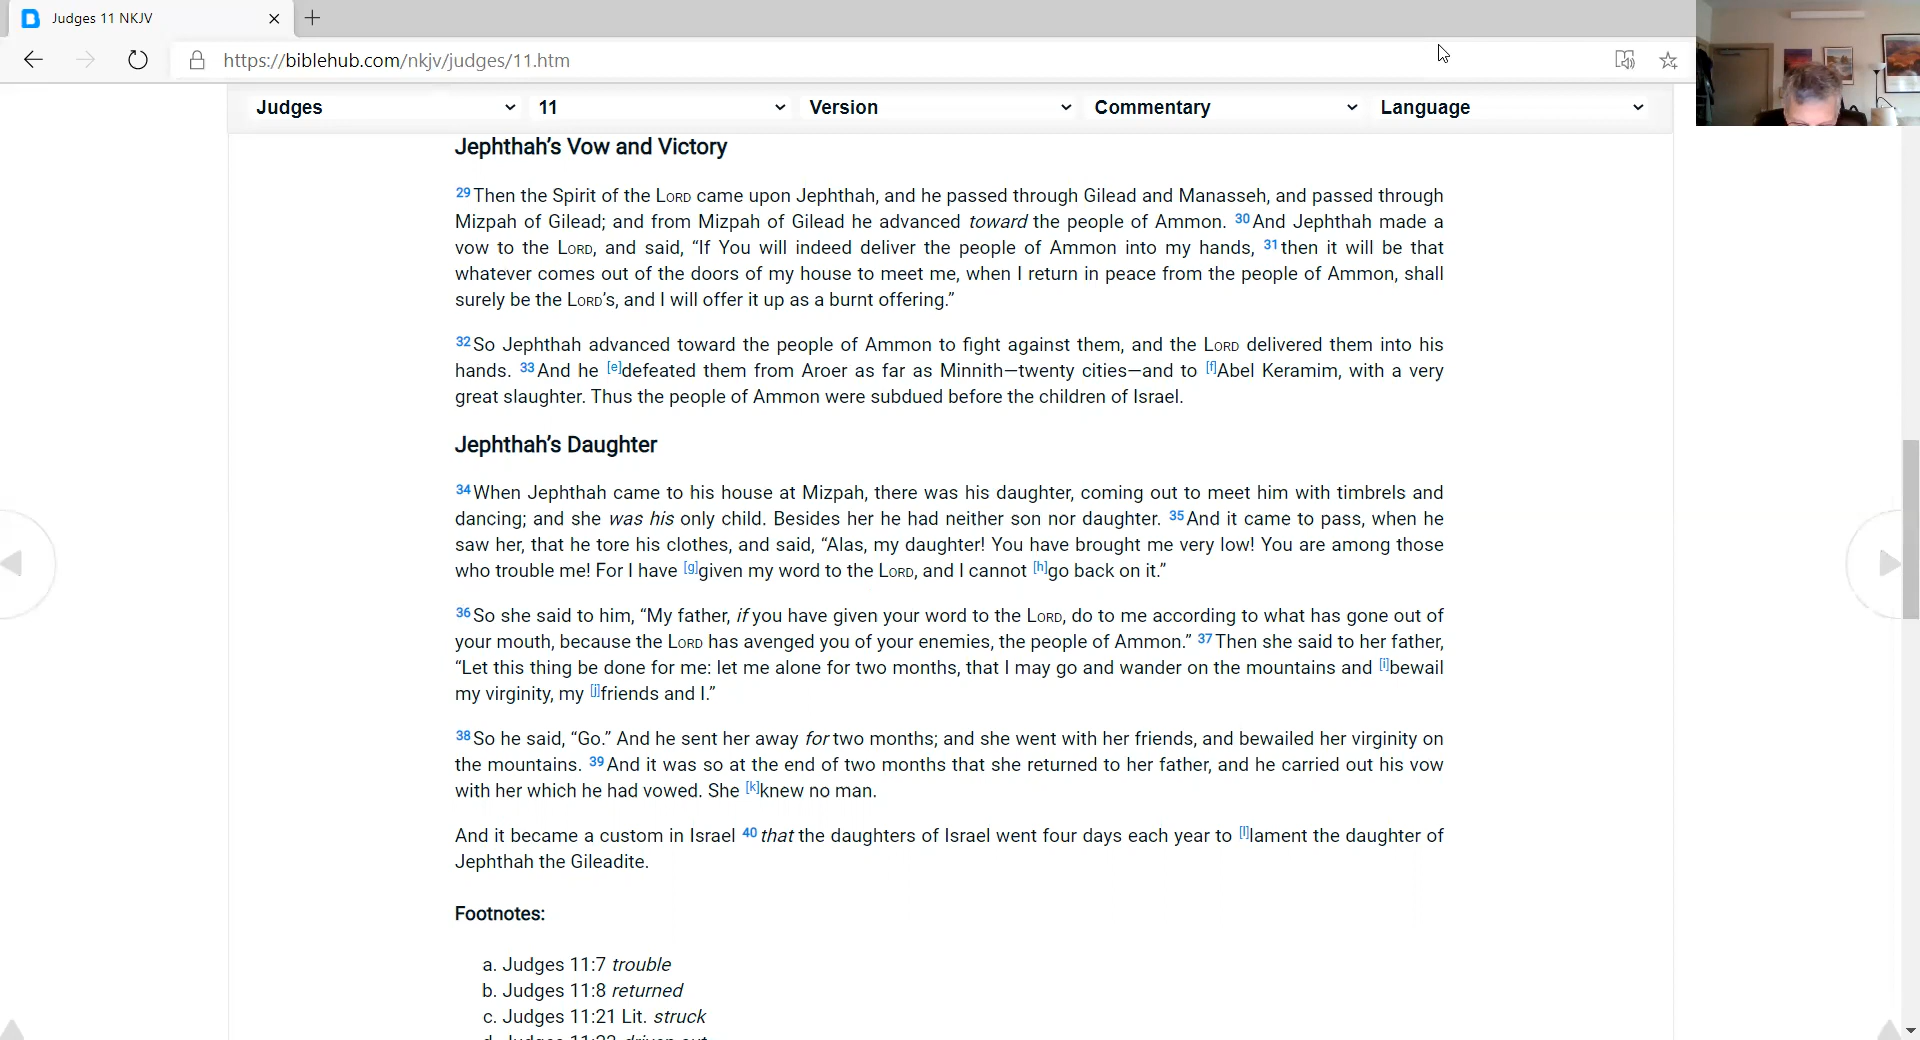 Judges 11 NKJV
https://biblehub.com/nkjv/judges/11.htm
Judges 11 Version Commentary Language
Jephthah’s Vow and Victory
29 Then the Spirit of the LORD came upon Jephthah, and he passed through Gilead and Manasseh, and passed through
Mizpah of Gilead; and from Mizpah of Gilead he advanced toward the people of Ammon. 30 And Jephthah made a
vow to the LORD, and said, “If You will indeed deliver the people of Ammon into my hands, 31 then it will be that
whatever comes out of the doors of my house to meet me, when I return in peace from the people of Ammon, shall
surely be the LORD’s, and I will offer it up as a burnt offering.”
32 So Jephthah advanced toward the people of Ammon to fight against them, and the LORD delivered them into his
hands. 33 And he [e]defeated them from Aroer as far as Minnith—twenty cities—and to [f]Abel Keramim, with a very
great slaughter. Thus the people of Ammon were subdued before the children of Israel.
Jephthah’s Daughter
34 When Jephthah came to his house at Mizpah, there was his daughter, coming out to meet him with timbrels and
dancing; and she was his only child. Besides her he had neither son nor daughter. 35 And it came to pass, when he
saw her, that he tore his clothes, and said, “Alas, my daughter! You have brought me very low! You are among those
who trouble me! For I have [g]given my word to the LORD, and I cannot [h]go back on it.”
36 So she said to him, “My father, if you have given your word to the LORD, do to me according to what has gone out of
your mouth, because the LORD has avenged you of your enemies, the people of Ammon.” 37 Then she said to her father,
“Let this thing be done for me: let me alone for two months, that I may go and wander on the mountains and [i]bewail
my virginity, my [j]friends and I.”
38 So he said, “Go.” And he sent her away for two months; and she went with her friends, and bewailed her virginity on
the mountains. 39 And it was so at the end of two months that she returned to her father, and he carried out his vow
with her which he had vowed. She [k]knew no man.
And it became a custom in Israel 40 that the daughters of Israel went four days each year to [l]lament the daughter of
Jephthah the Gileadite.
Footnotes:
a. Judges 11:7 trouble
b. Judges 11:8 returned
c. Judges 11:21 Lit. struck